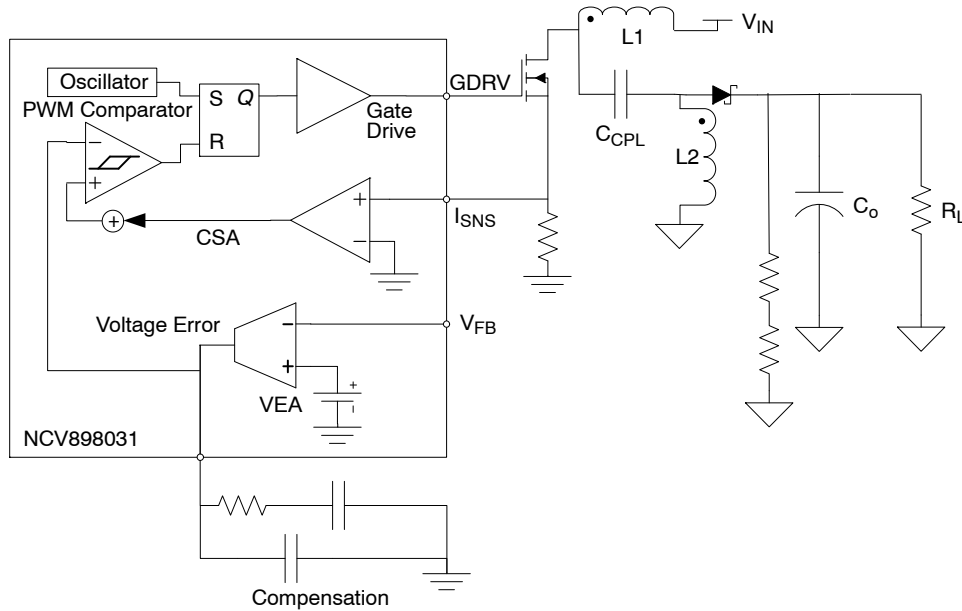 L1
V_IN
Oscillator
PWM Comparator
S Q
R
Gate
Drive
GDRV
C_CPL
L2
−
+
+
CSA
+
−
I_SNS
C_o
R_L
Voltage Error
−
+
V_FB
VEA
+
−
NCV898031
Compensation